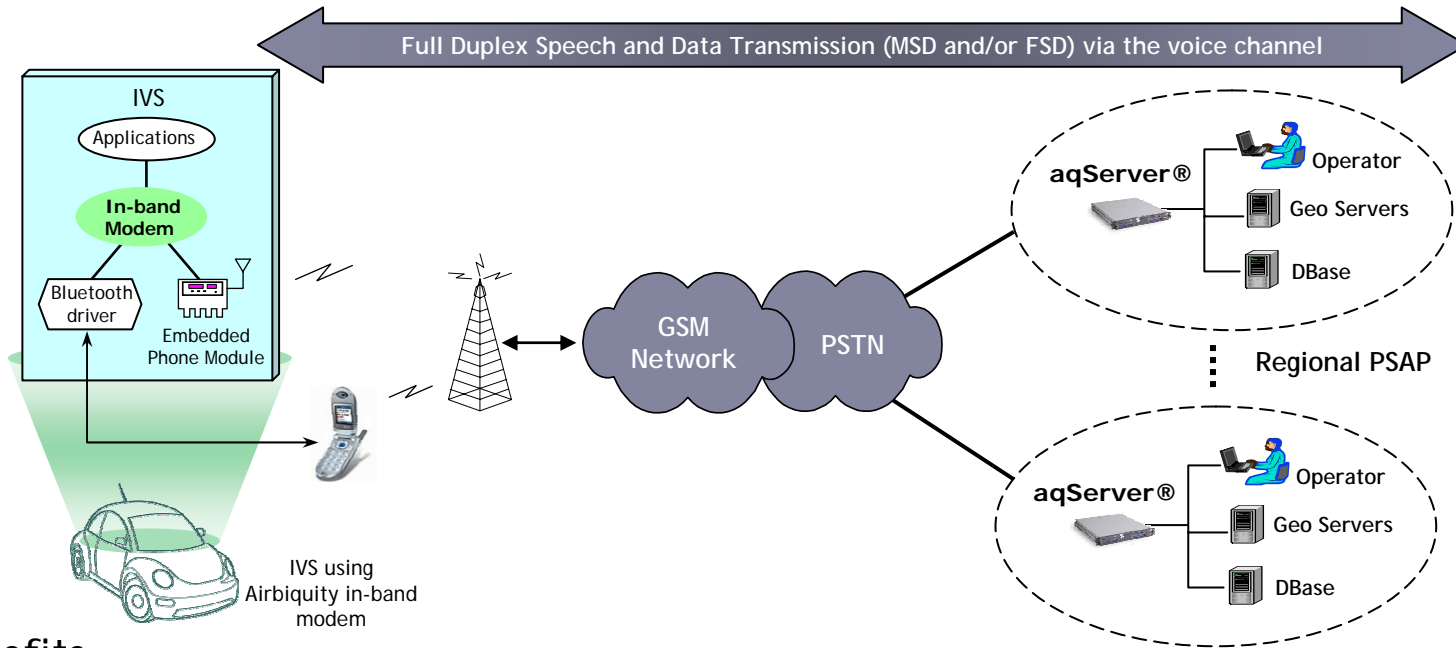 Full Duplex Speech and Data Transmission (MSD and/or FSD) via the voice channel
IVS
Applications
In-band
Modem
Bluetooth
driver
Embedded
Phone Module
IVS using
Airbiquity in-band
modem
GSM
Network
PSTN
aqServer®
Operator
Geo Servers
DBase
Regional PSAP
aqServer®
Operator
Geo Servers
DBase